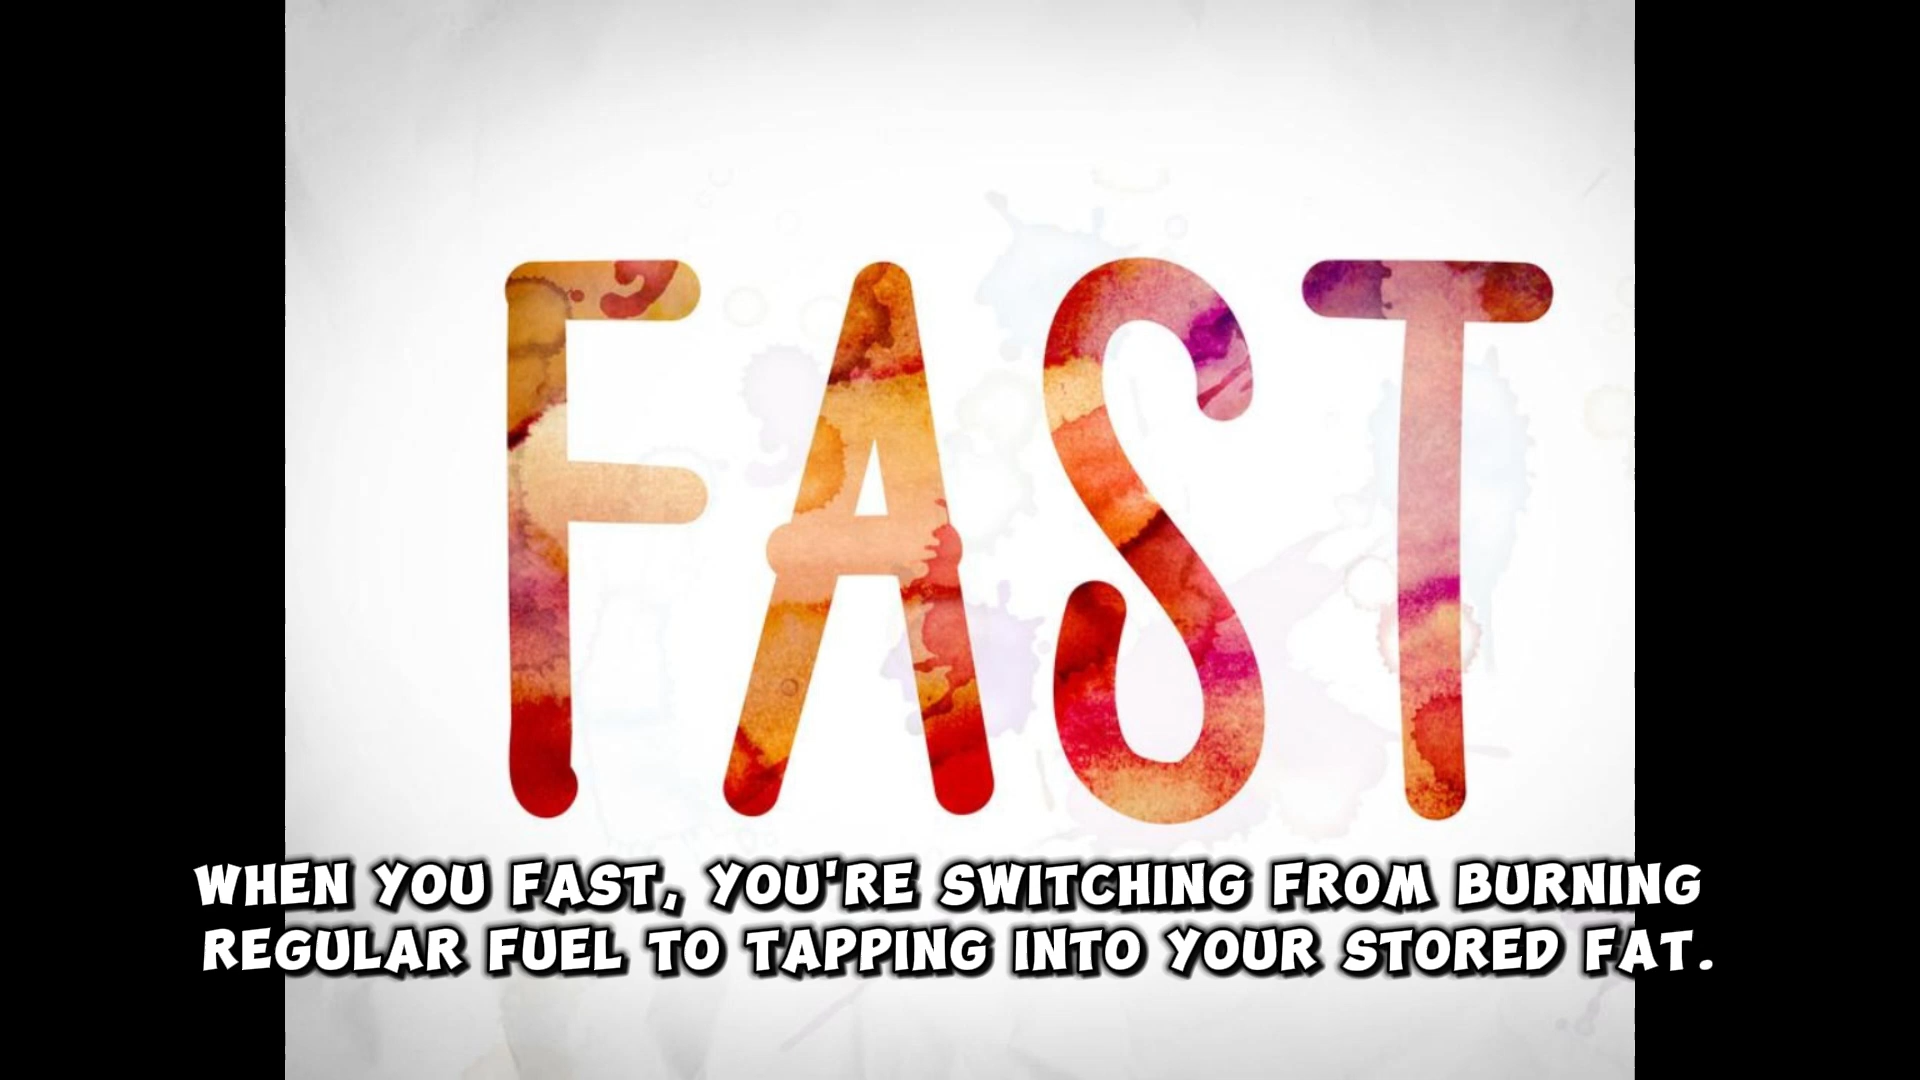 FAST
WHEN YOU FAST, YOU'RE SWITCHING FROM BURNING
REGULAR FUEL TO TAPPING INTO YOUR STORED FAT.